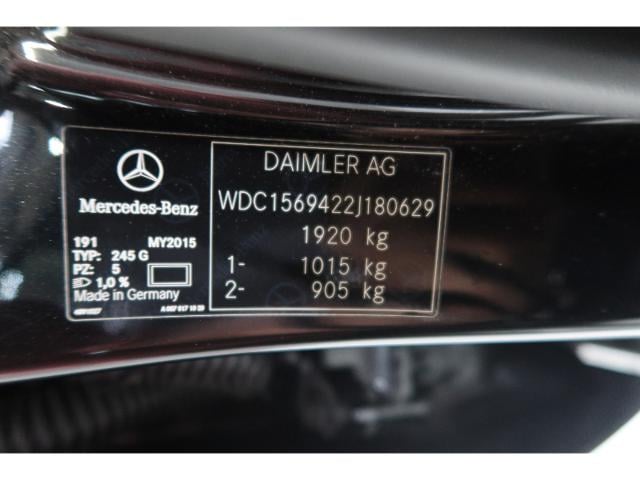 Mercedes-Benz
191 MY2015
TYP: 245 G
PZ: 5
1,0 %
Made in Germany
DAIMLER AG
WDC1569422J180629
1920 kg
1- 1015 kg
2- 905 kg